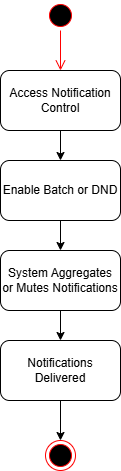 Access Notification
Control
Enable Batch or DND
System Aggregates
or Mutes Notifications
Notifications
Delivered